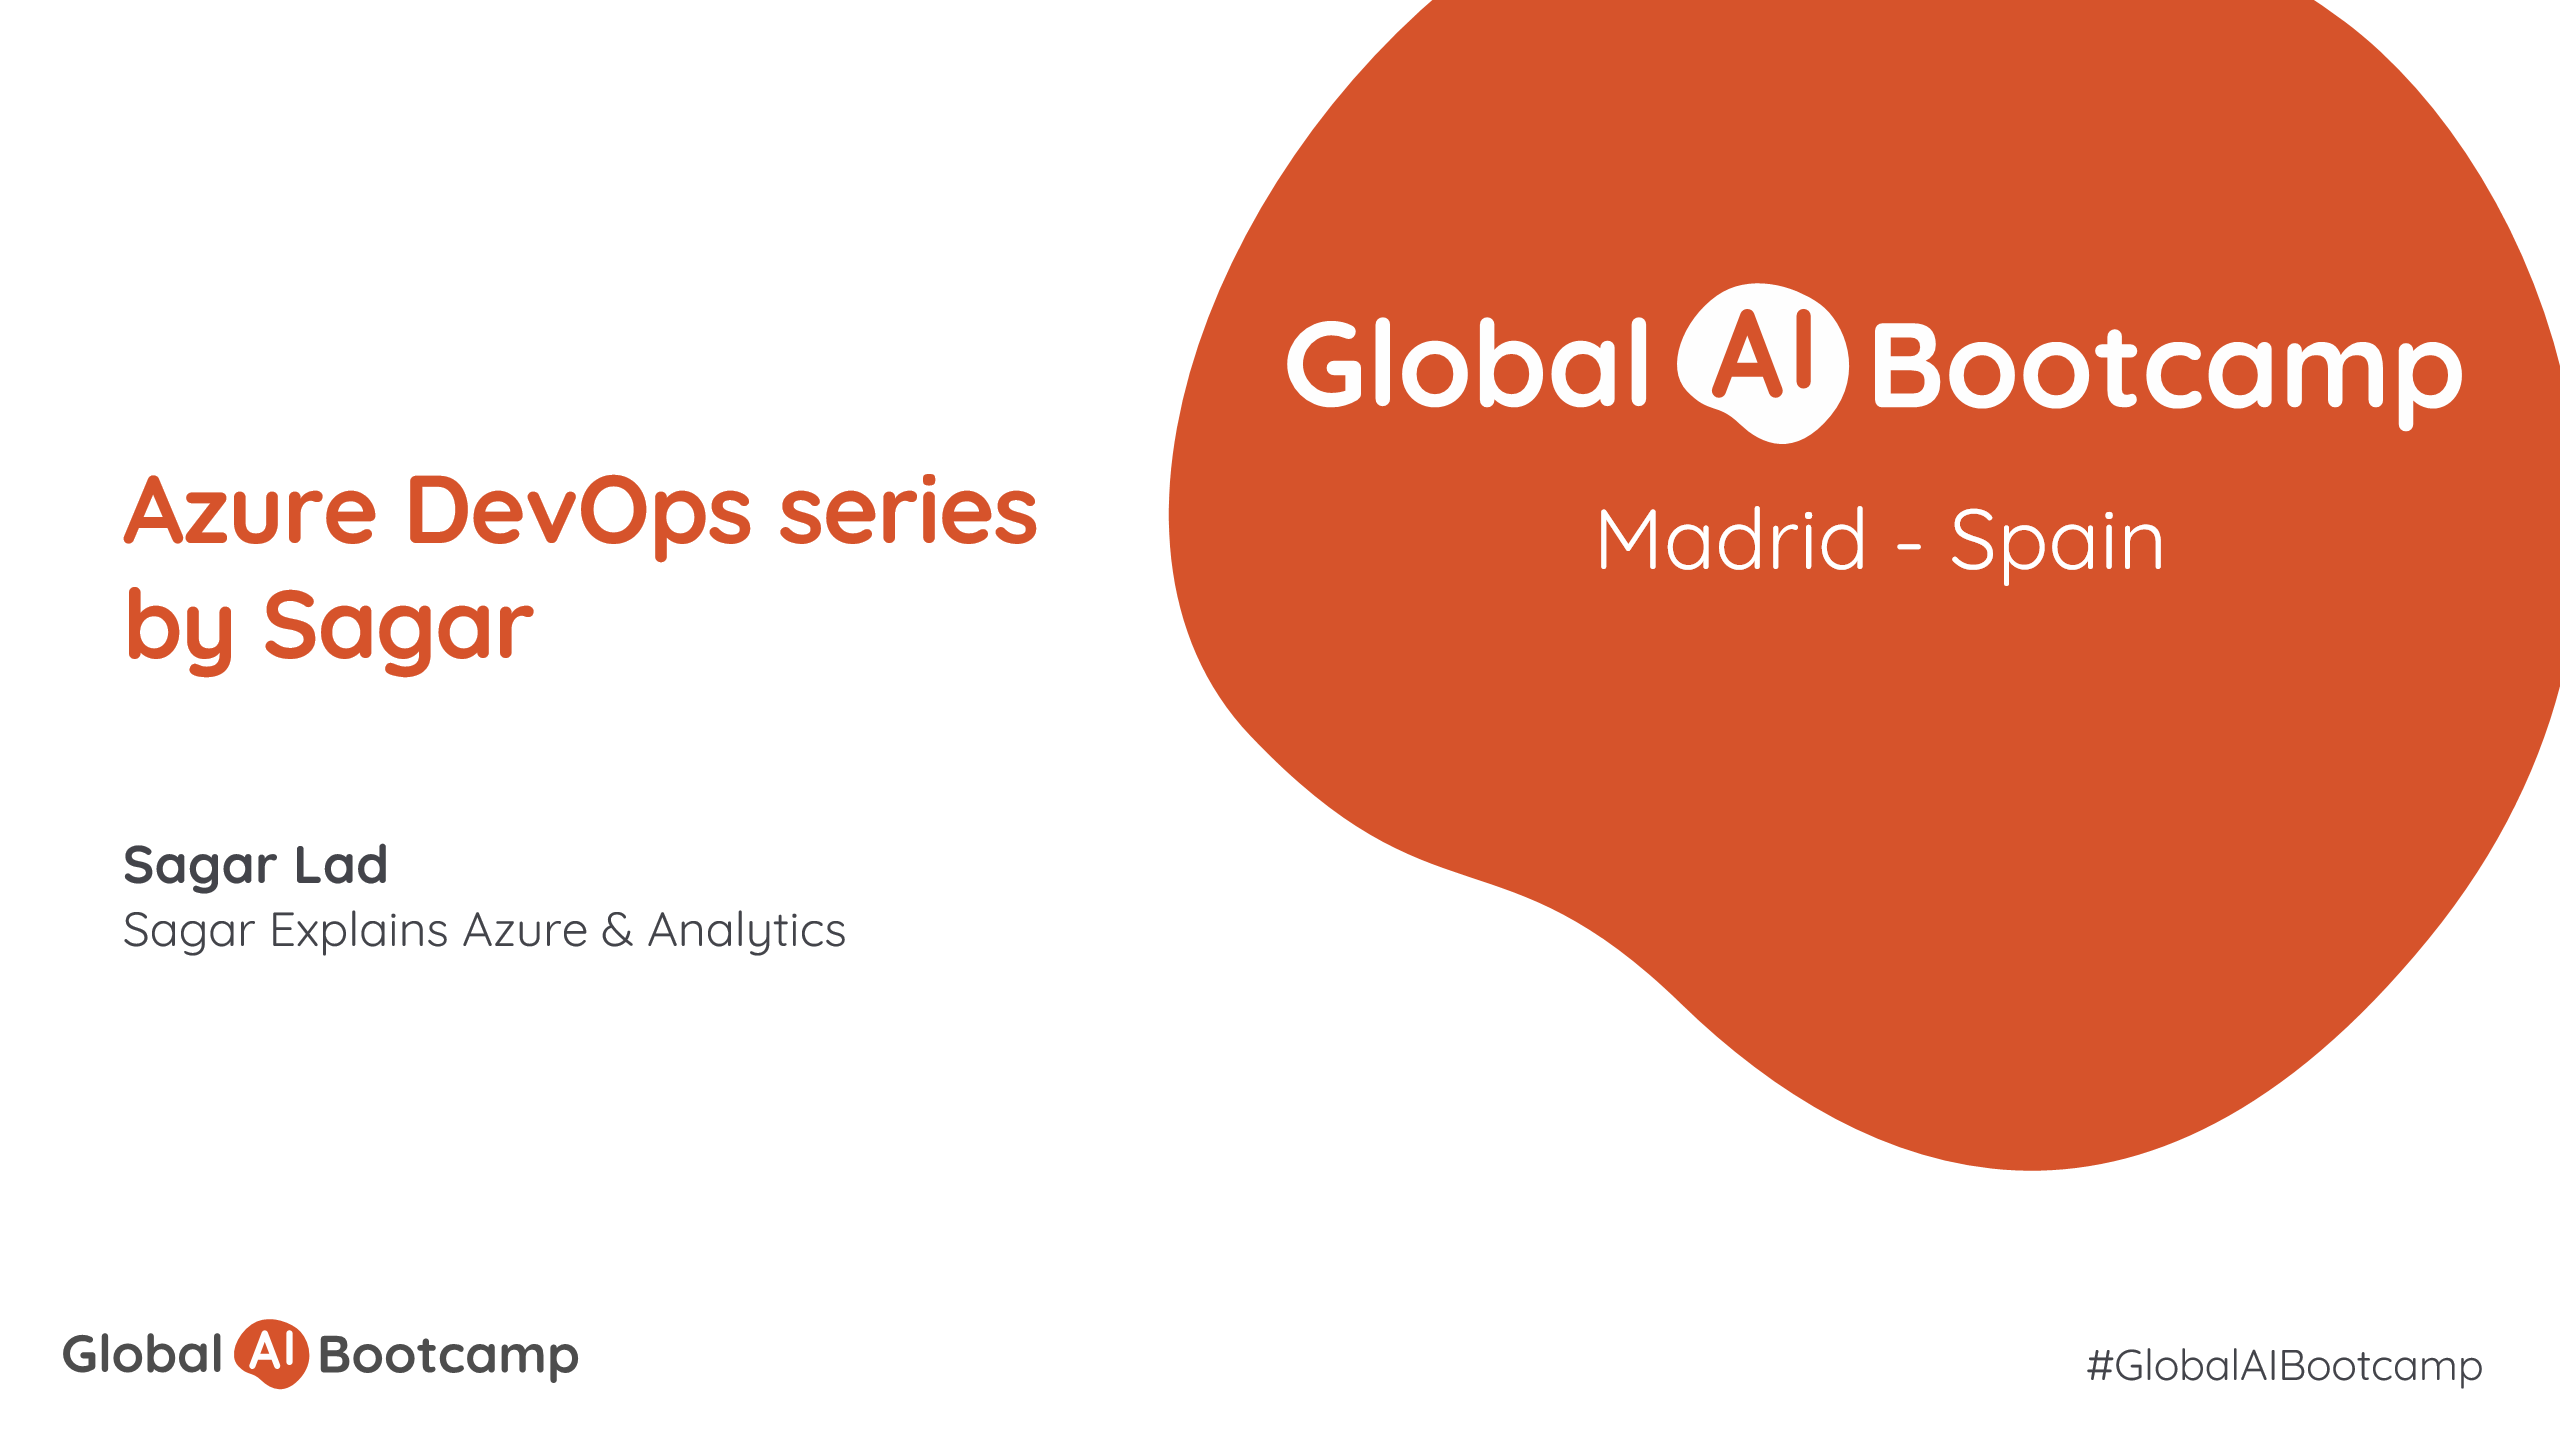 Global AI Bootcamp
Madrid - Spain
Azure DevOps series
by Sagar
Sagar Lad
Sagar Explains Azure & Analytics
Global AI Bootcamp
#GlobalAIBootcamp